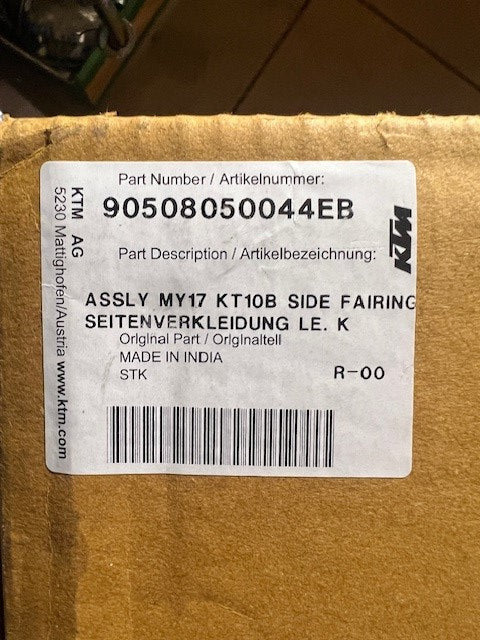 Part Number / Artikelnummer:
90508050044EB
Part Description / Artikelbezeichnung:
KTM
ASSLY MY17 KT10B SIDE FAIRING
SEITENVERKLEIDUNG LE. K
Original Part / Originalteil
MADE IN INDIA
STK
R-00
KTM AG
5230 Mattighofen/Austria www.ktm.com